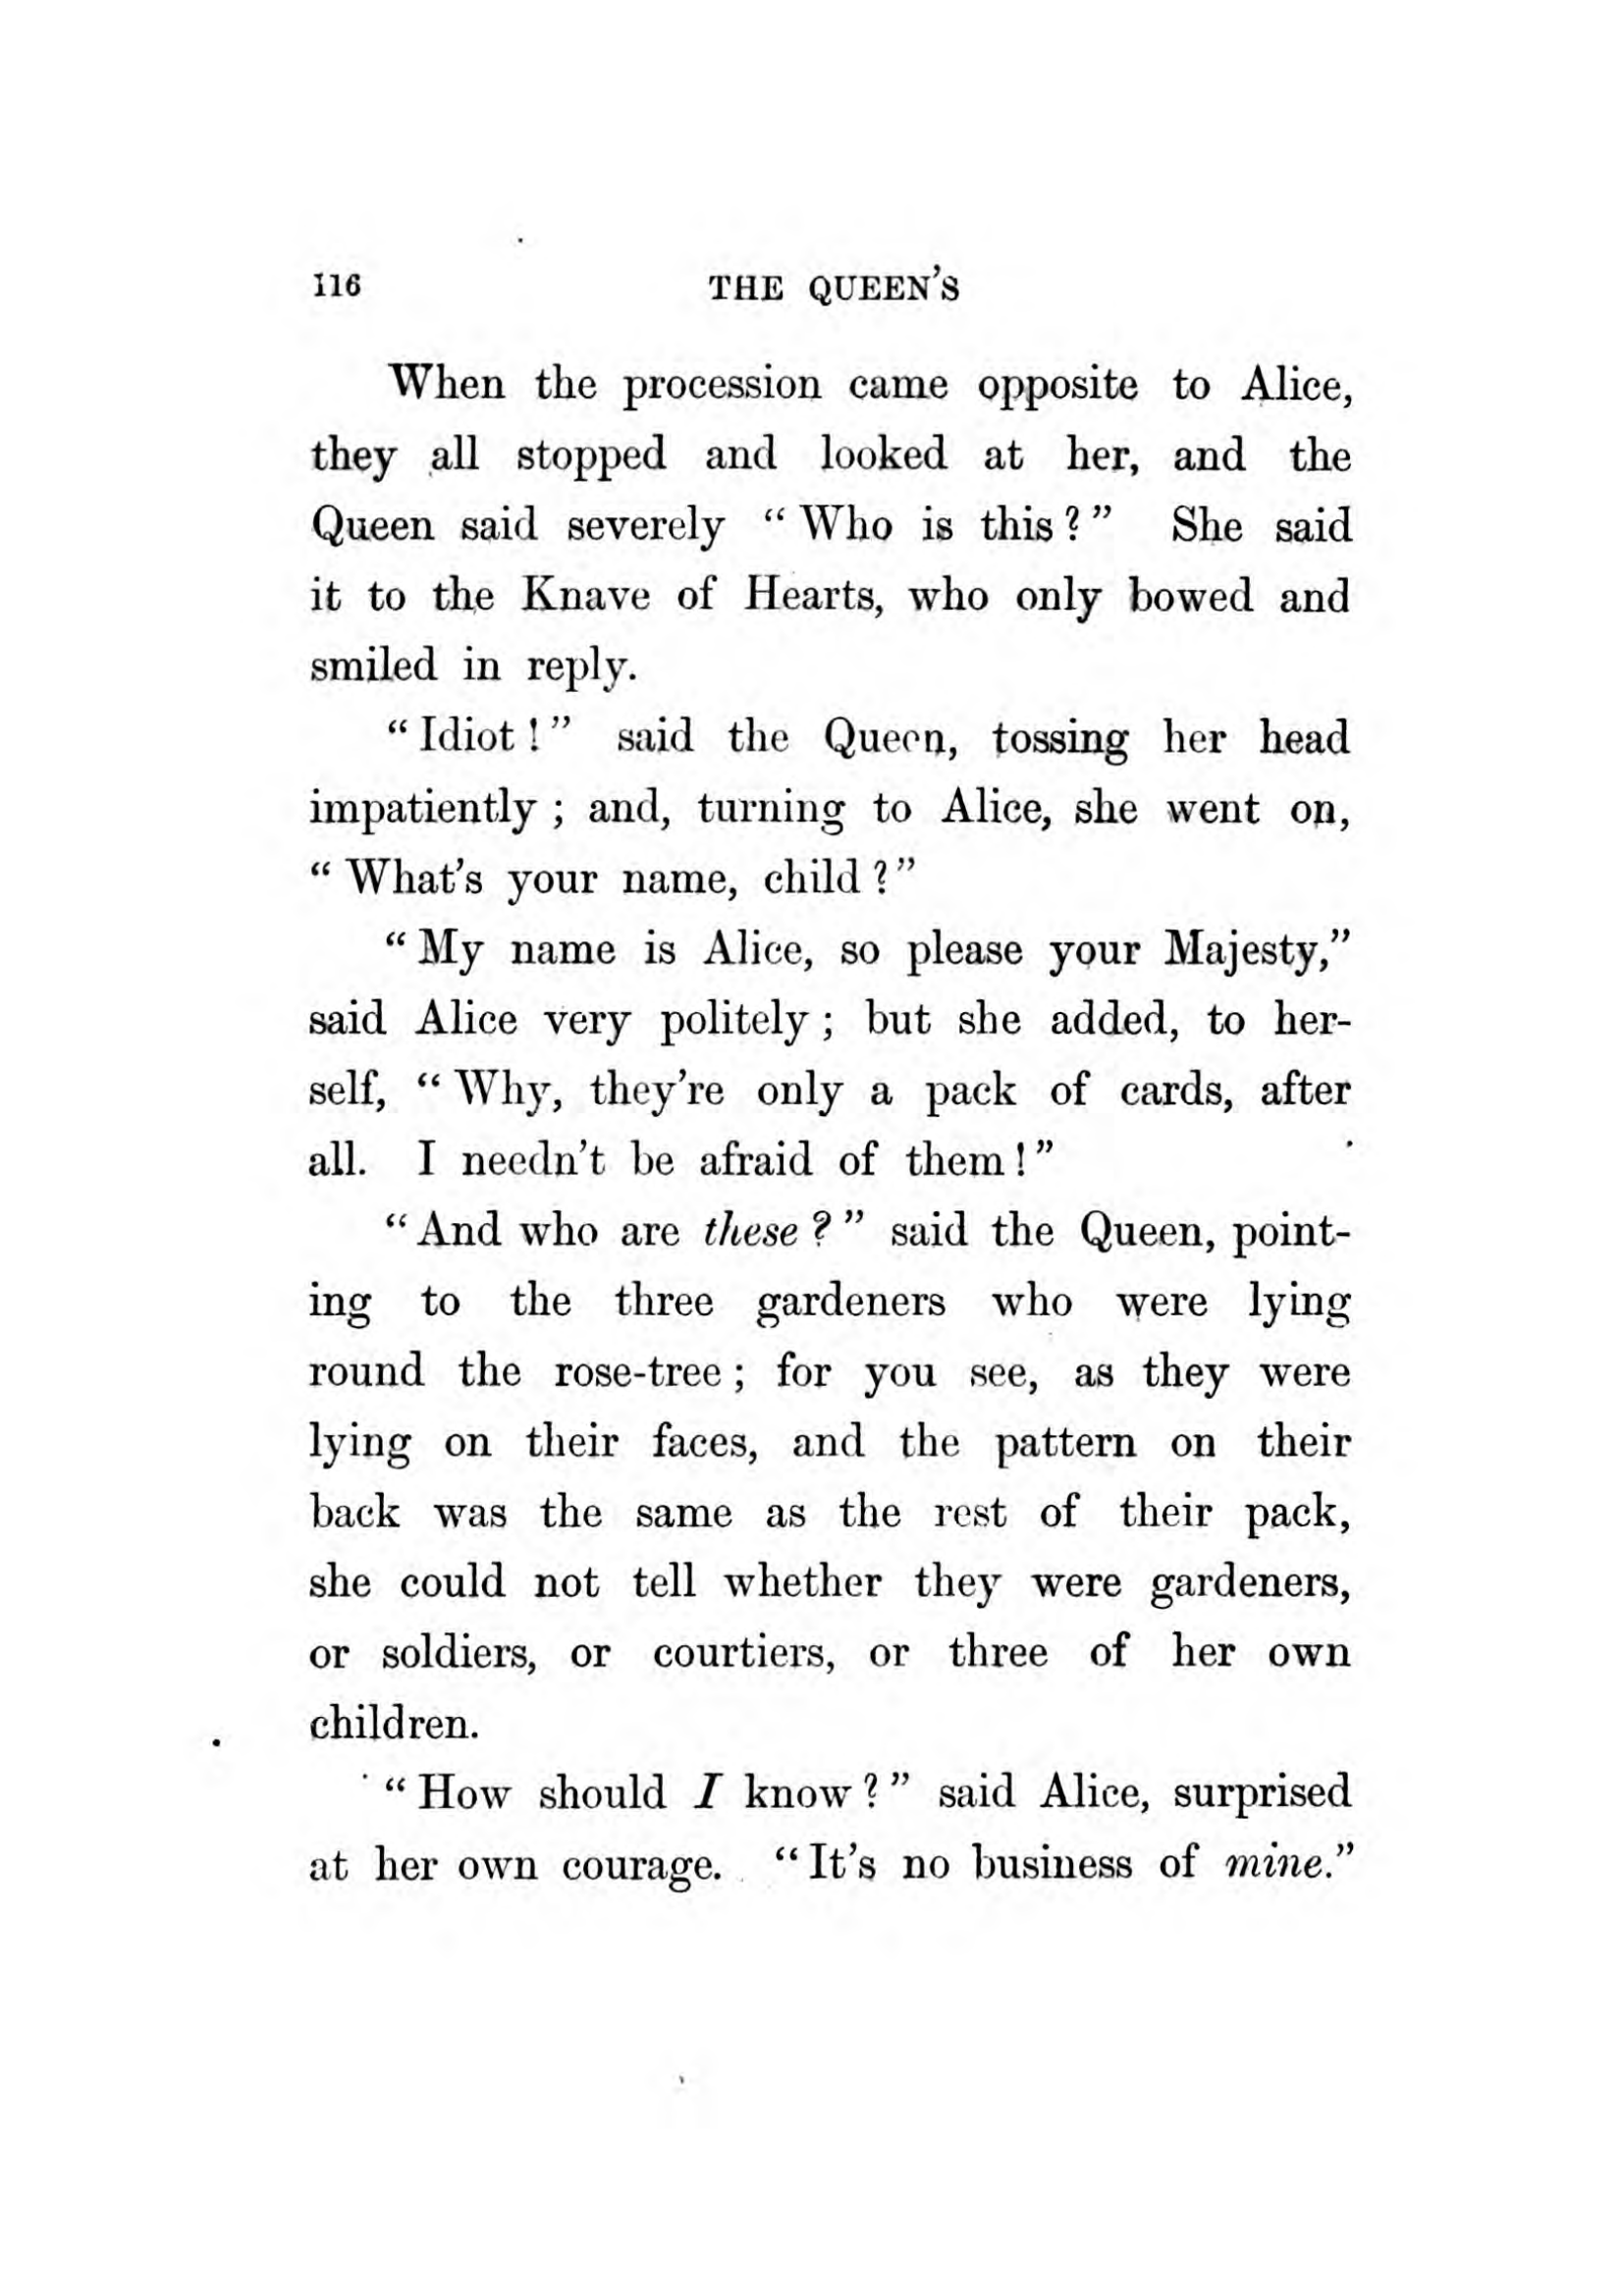 116 THE QUEEN'S
When the procession came opposite to Alice,
they all stopped and looked at her, and the
Queen said severely “Who is this?” She said
it to the Knave of Hearts, who only bowed and
smiled in reply.
“Idiot!” said the Queen, tossing her head
impatiently; and, turning to Alice, she went on,
“What's your name, child?”
“My name is Alice, so please your Majesty,”
said Alice very politely; but she added, to her-
self, “Why, they're only a pack of cards, after
all. I needn't be afraid of them!”
“And who are these?” said the Queen, point-
ing to the three gardeners who were lying
round the rose-tree; for you see, as they were
lying on their faces, and the pattern on their
back was the same as the rest of their pack,
she could not tell whether they were gardeners,
or soldiers, or courtiers, or three of her own
children.
“How should I know?” said Alice, surprised
at her own courage. “It's no business of mine.”